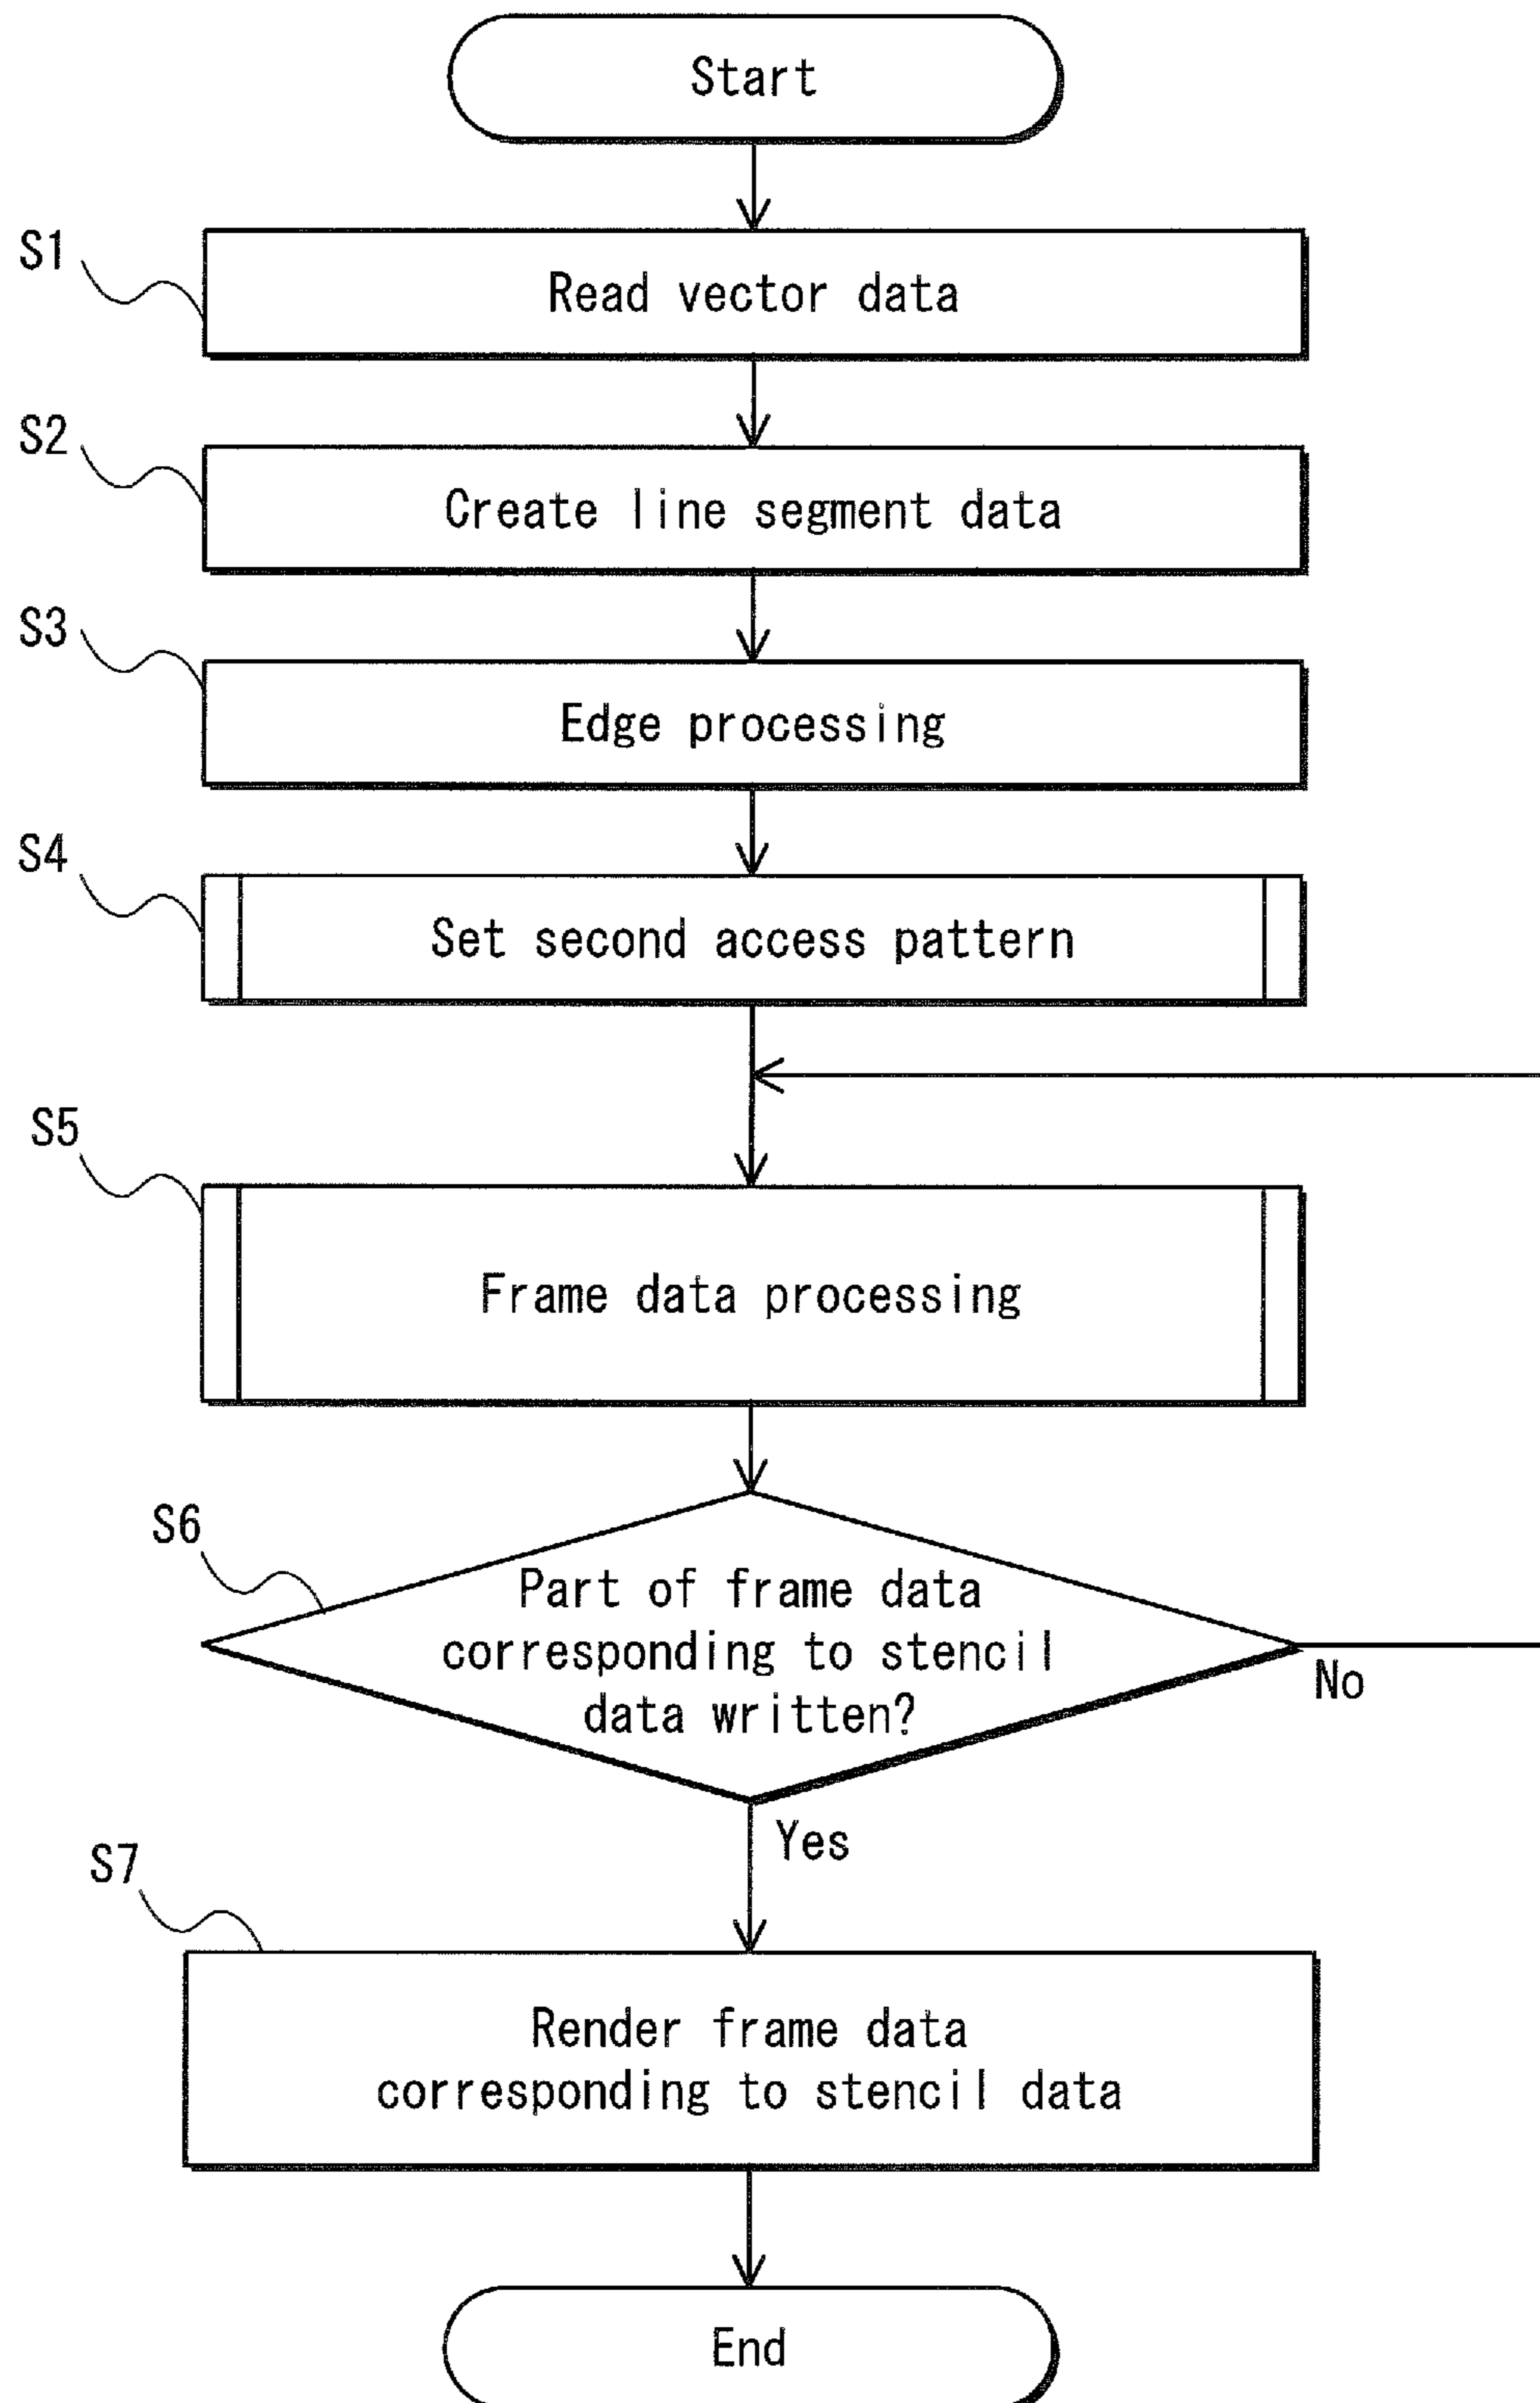 Start
S1
Read vector data
S2
Create line segment data
S3
Edge processing
S4
Set second access pattern
S5
Frame data processing
S6
Part of frame data
corresponding to stencil
data written?
No
Yes
S7
Render frame data
corresponding to stencil data
End